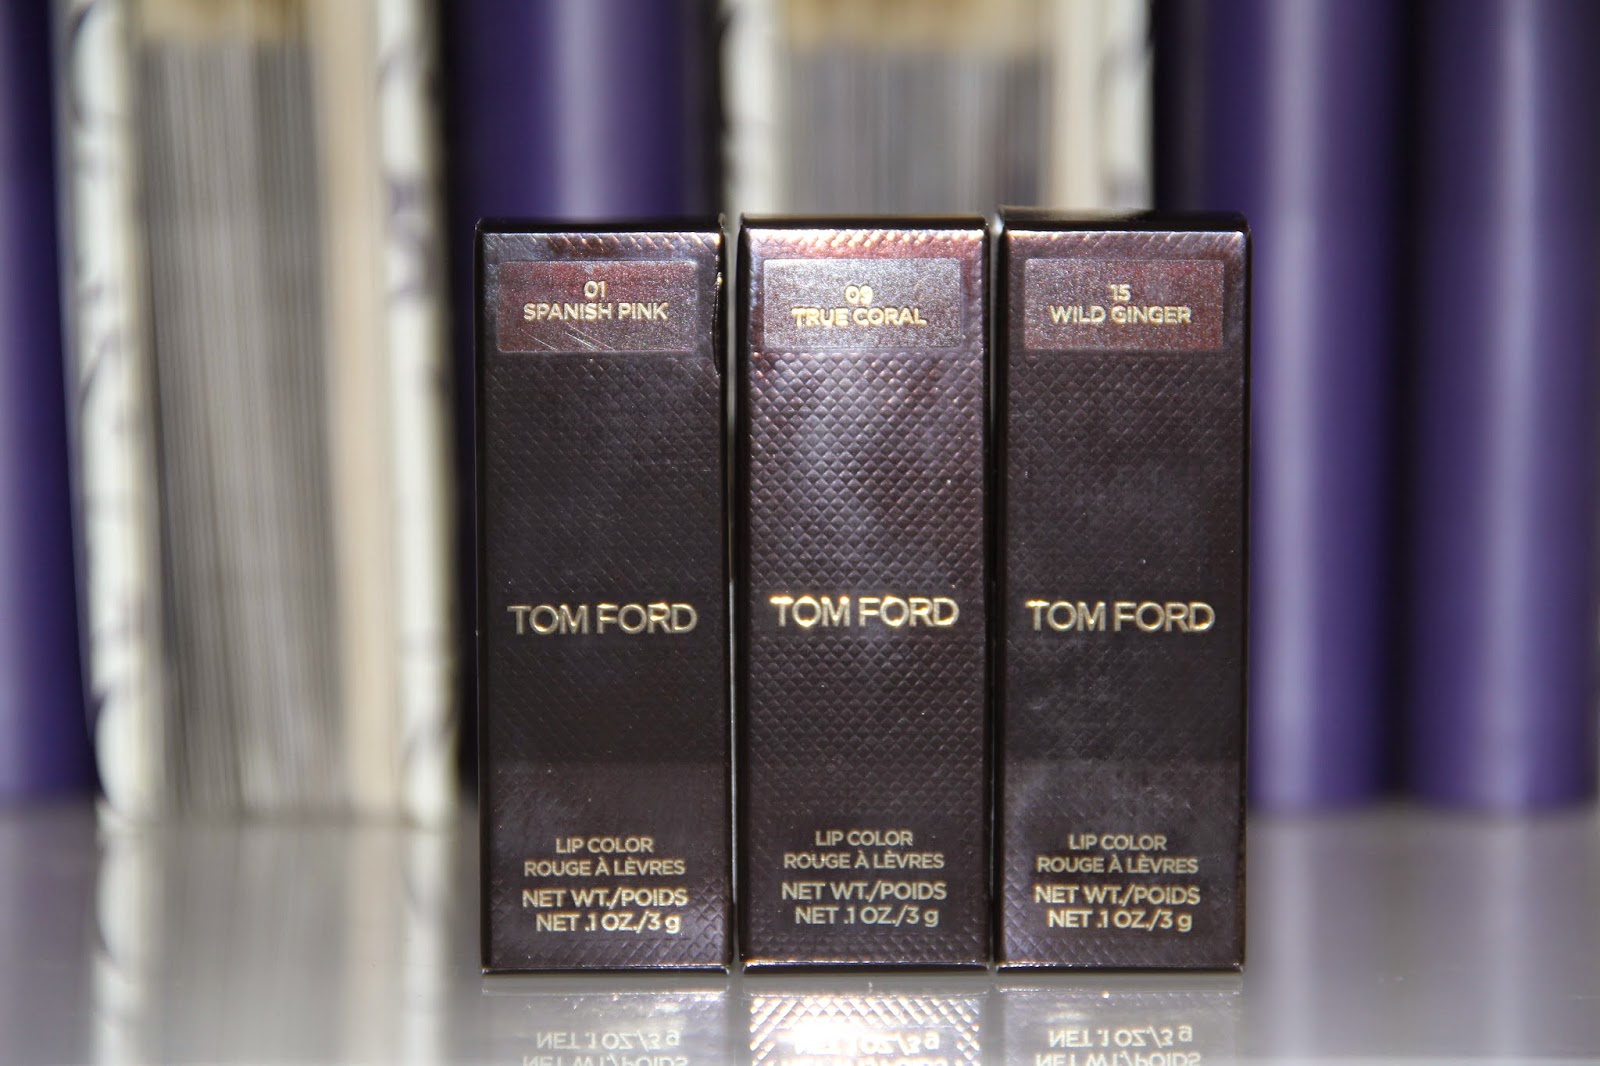 01
SPANISH PINK
TOM FORD
LIP COLOR
ROUGE À LÈVRES
NET WT./POIDS
NET .1 OZ./3 g
09
TRUE CORAL
TOM FORD
LIP COLOR
ROUGE À LÈVRES
NET WT./POIDS
NET .1 OZ./3 g
15
WILD GINGER
TOM FORD
LIP COLOR
ROUGE À LÈVRES
NET WT./POIDS
NET .1 OZ./3 g